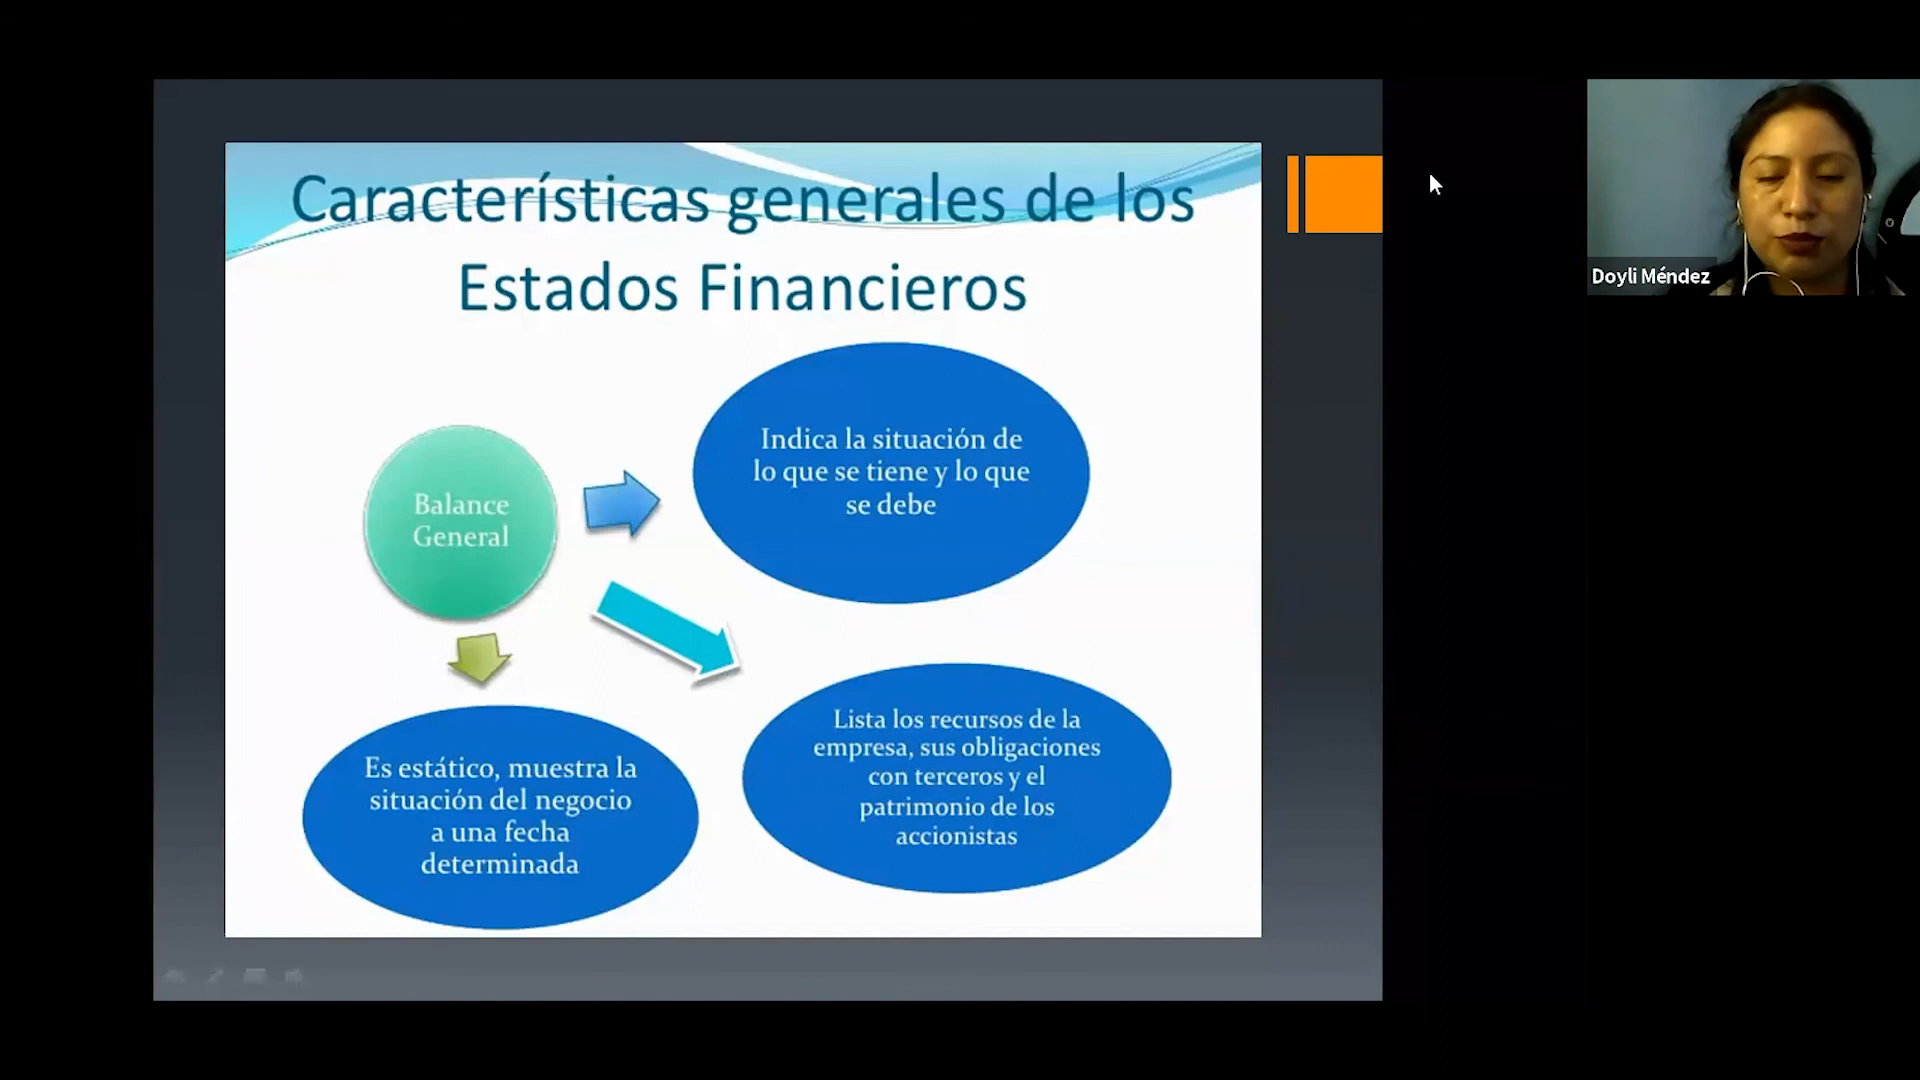 Características generales de los
Estados Financieros
Balance
General
Indica la situación de
lo que se tiene y lo que
se debe
Lista los recursos de la
empresa, sus obligaciones
con terceros y el
patrimonio de los
accionistas
Es estático, muestra la
situación del negocio
a una fecha
determinada
Doyli Méndez